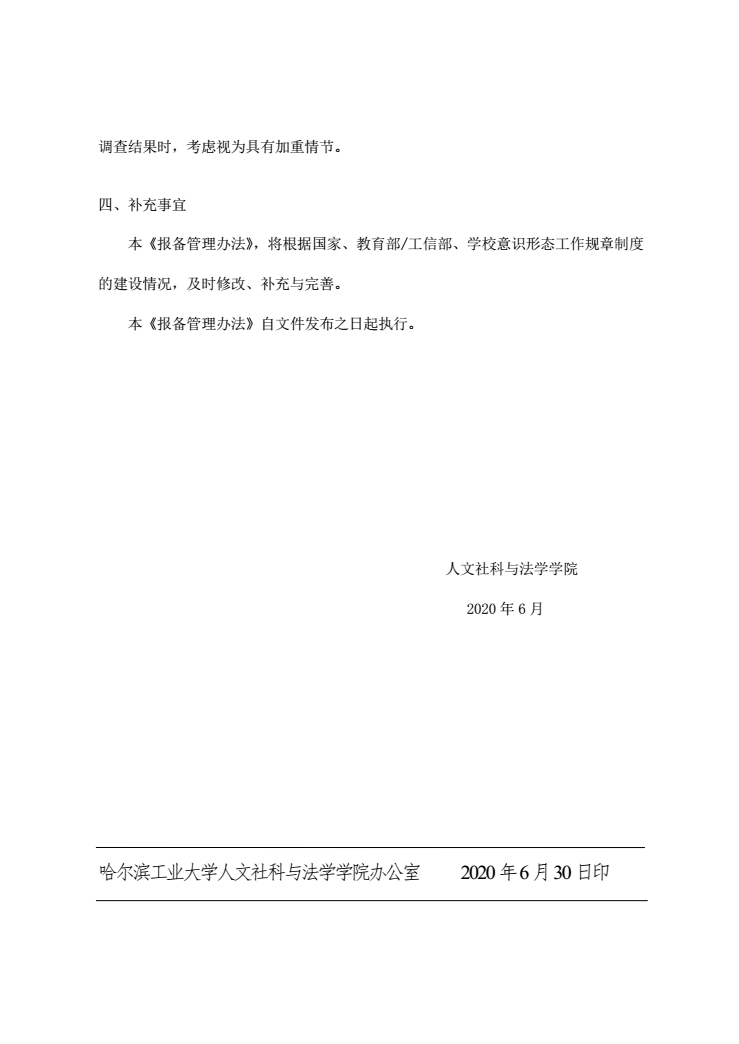 调查结果时，考虑视为具有加重情节。
四、补充事宜
本《报备管理办法》，将根据国家、教育部/工信部、学校意识形态工作规章制度
的建设情况，及时修改、补充与完善。
本《报备管理办法》自文件发布之日起执行。
人文社科与法学学院
2020 年 6 月
哈尔滨工业大学人文社科与法学学院办公室 2020 年 6 月 30 日印